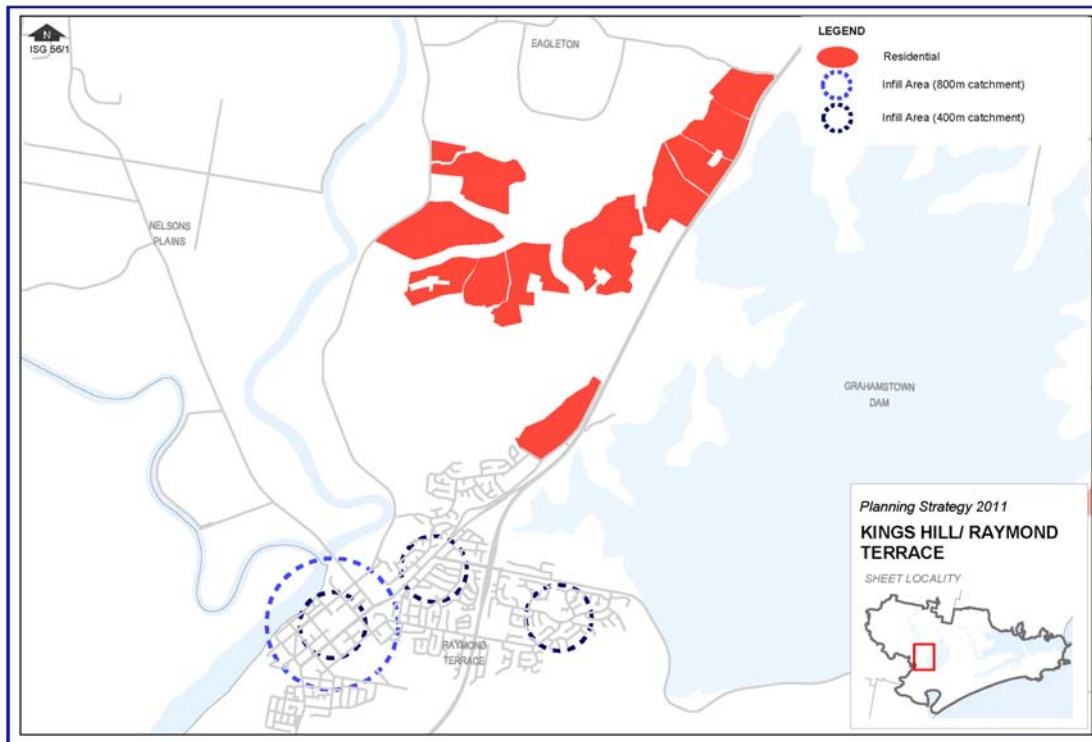 N
ISG 56/1
EAGLETON
LEGEND
Residential
Infill Area (800m catchment)
Infill Area (400m catchment)
NELSONS
PLAINS
GRAHAMSTOWN
DAM
RAYMOND
TERRACE
Planning Strategy 2011
KINGS HILL/ RAYMOND
TERRACE
SHEET LOCALITY